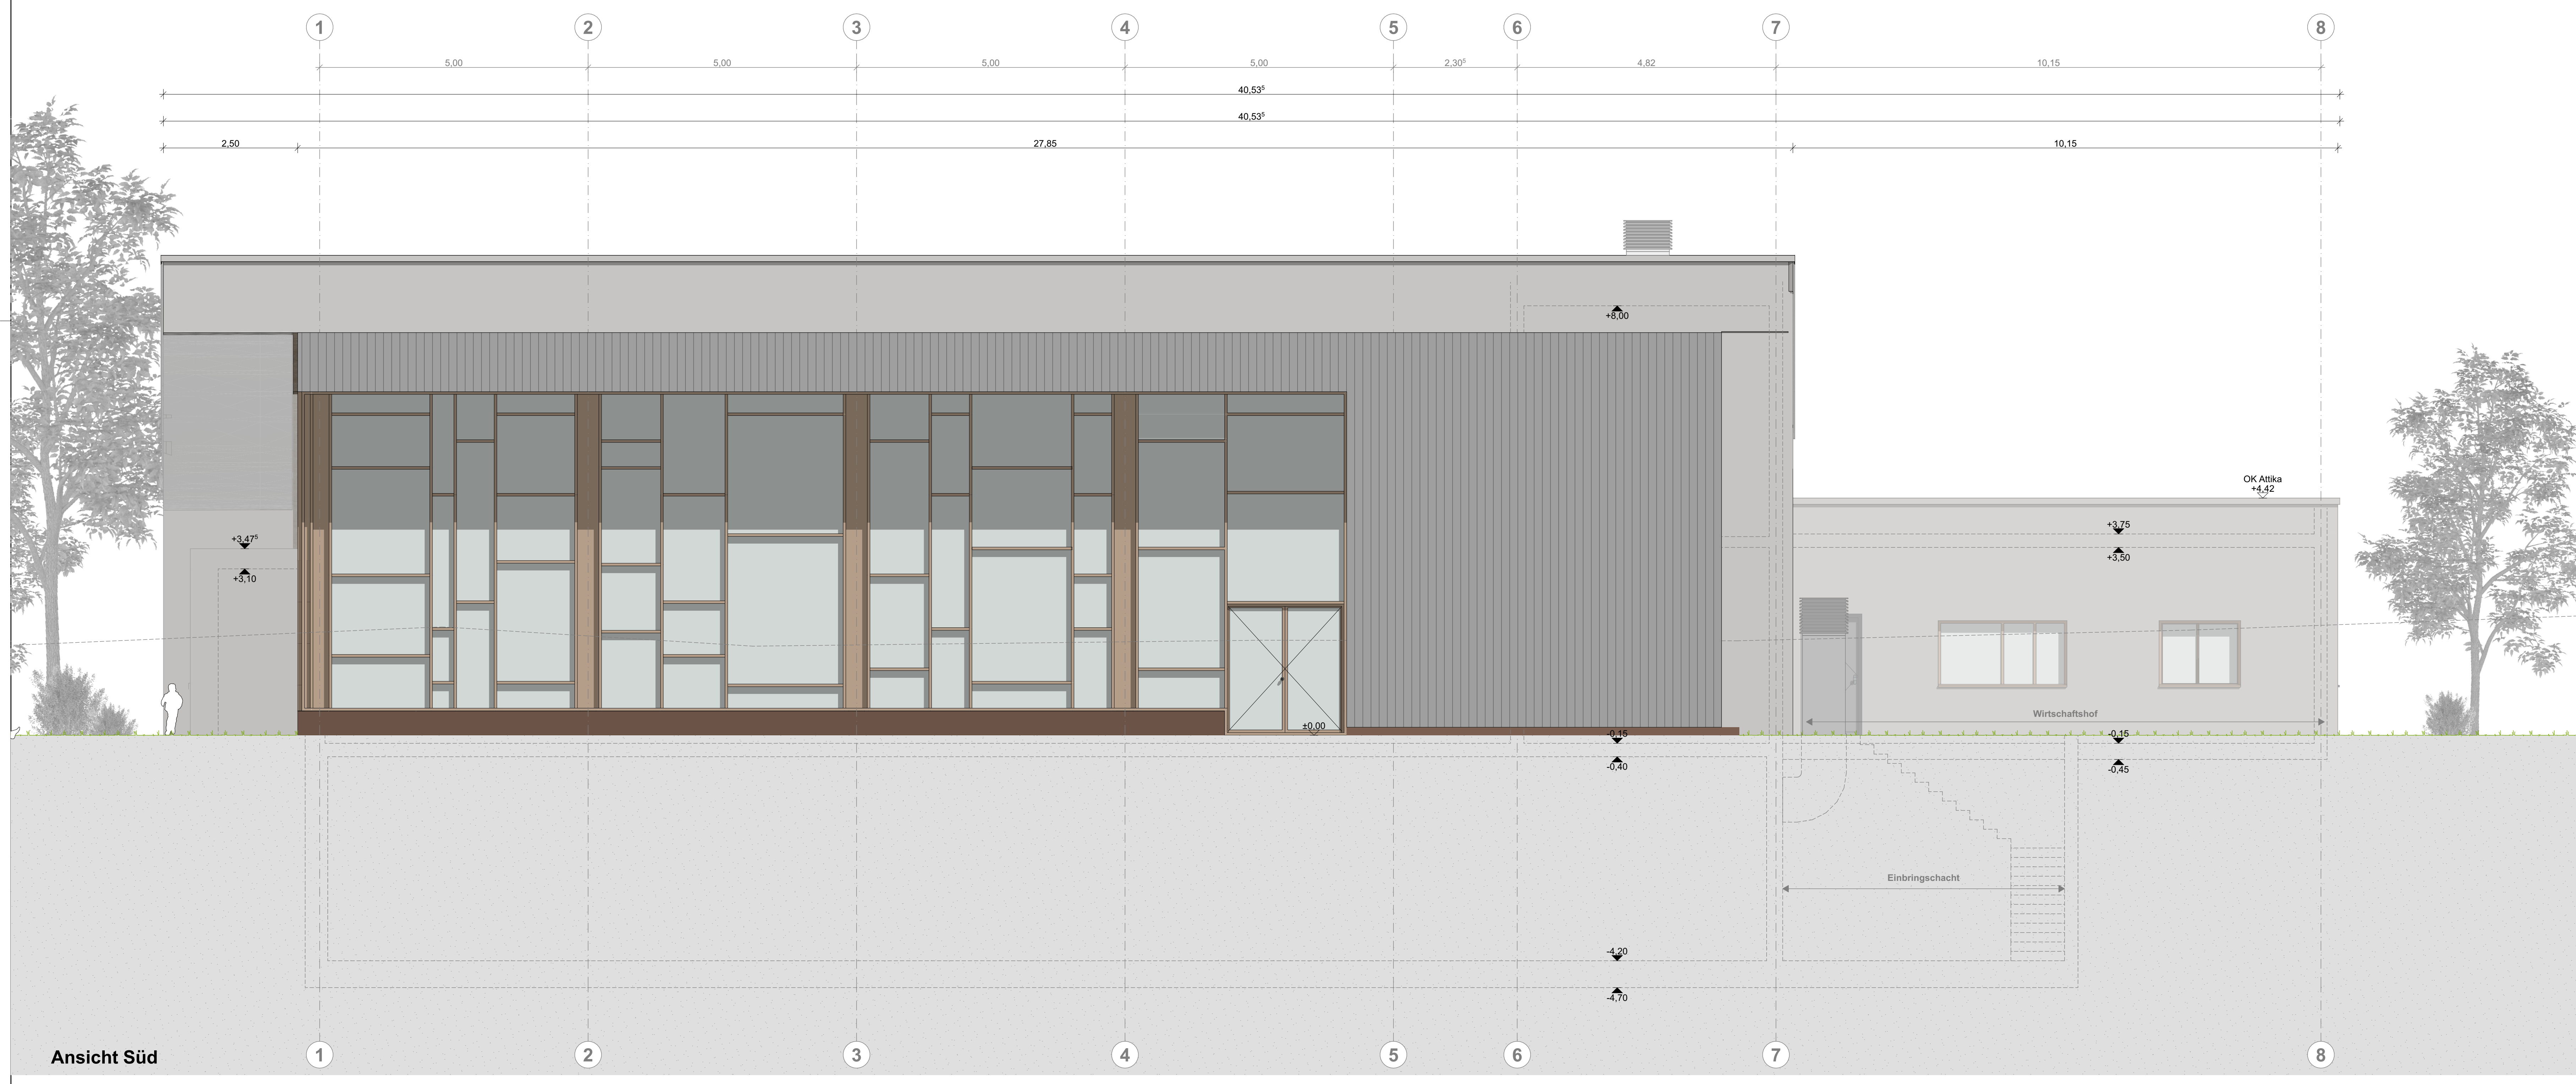 1 2 3 4 5 6 7 8
5,00 5,00 5,00 5,00 2,30⁵ 4,82 10,15
40,53⁵
40,53⁵
2,50 27,85 10,15
+8,00
OK Attika
+4,42
+3,75
+3,47⁵
+3,50
+3,10
Wirtschaftshof
±0,00
-0,15 -0,15
-0,40 -0,45
Einbringschacht
-4,20
-4,70
1 2 3 4 5 6 7 8
Ansicht Süd